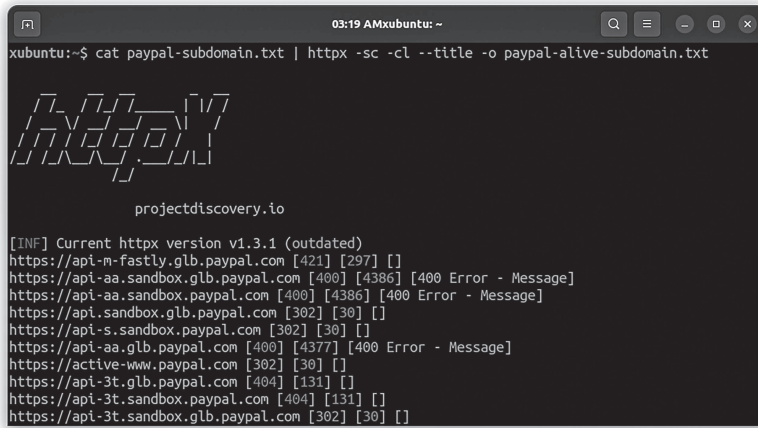 03:19 AMxubuntu: ~
xubuntu:~$ cat paypal-subdomain.txt | httpx -sc -cl --title -o paypal-alive-subdomain.txt
httpx
projectdiscovery.io
[INF] Current httpx version v1.3.1 (outdated)
https://api-m-fastly.glb.paypal.com [421] [297] []
https://api-aa.sandbox.glb.paypal.com [400] [4386] [400 Error - Message]
https://api-aa.sandbox.paypal.com [400] [4386] [400 Error - Message]
https://api.sandbox.glb.paypal.com [302] [30] []
https://api-s.sandbox.paypal.com [302] [30] []
https://api-aa.glb.paypal.com [400] [4377] [400 Error - Message]
https://active-www.paypal.com [302] [30] []
https://api-3t.glb.paypal.com [404] [131] []
https://api-3t.sandbox.paypal.com [404] [131] []
https://api-3t.sandbox.glb.paypal.com [302] [30] []